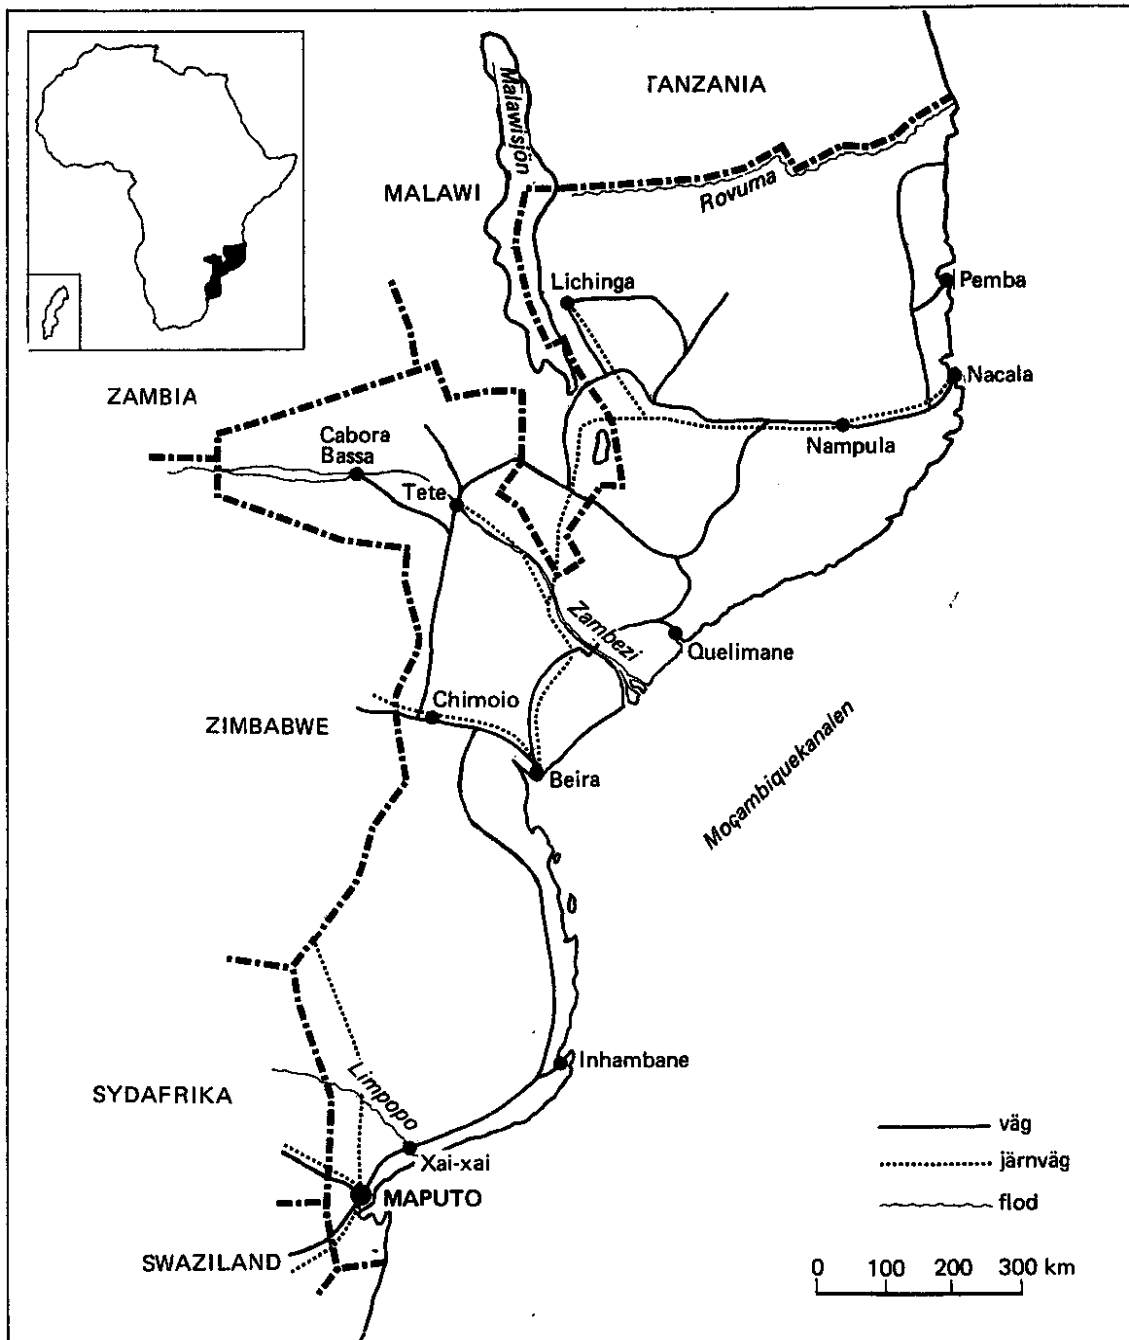 TANZANIA
Malawisjön
MALAWI
Rovuma
Lichinga
Pemba
ZAMBIA
Nacala
Cabora
Bassa
Nampula
Tete
Zambezi
Quelimane
Chimoio
ZIMBABWE
Beira
Moçambiquekanalen
Inhambane
Limpopo
SYDAFRIKA
Xai-xai
MAPUTO
SWAZILAND
väg
järnväg
flod
0 100 200 300 km